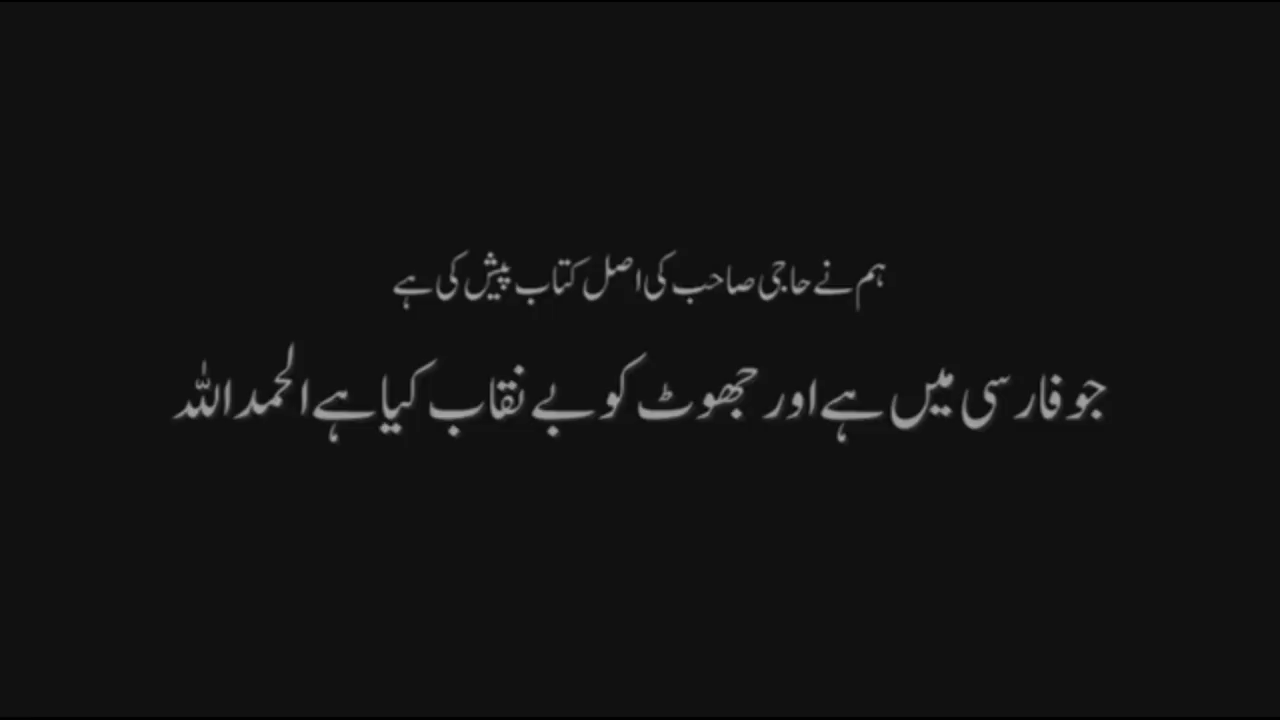 ہم نے حاجی صاحب کی اصل کتاب پیش کی ہے
جو فارسی میں ہے اور جھوٹ کو بے نقاب کیا ہے الحمد اللہ